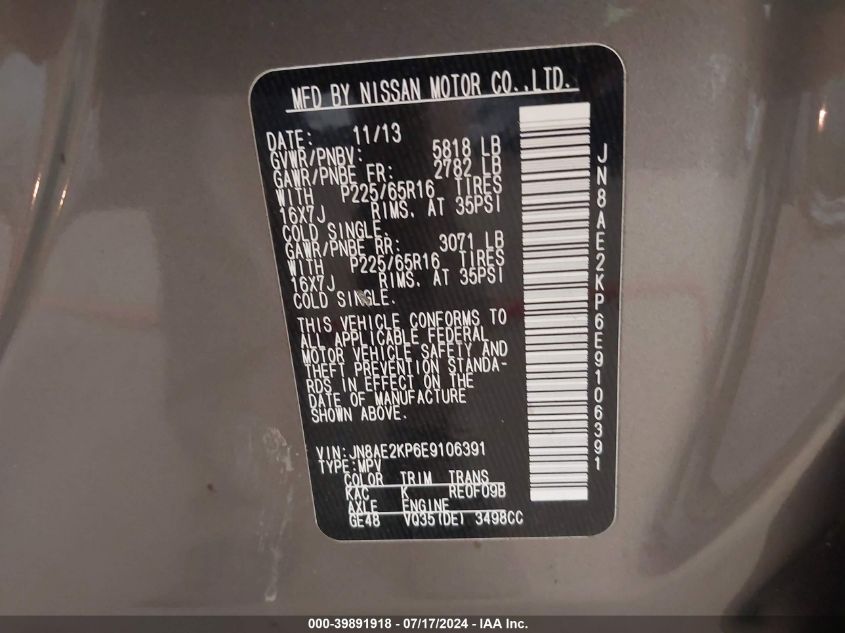 MFD BY NISSAN MOTOR CO.,LTD.
DATE: 11/13
GVWR/PNBV: 5818 LB
GAWR/PNBE FR: 2782 LB
WITH P225/65R16 TIRES
16X7J RIMS, AT 35PSI
COLD SINGLE.
GAWR/PNBE RR: 3071 LB
WITH P225/65R16 TIRES
16X7J RIMS, AT 35PSI
COLD SINGLE.
THIS VEHICLE CONFORMS TO
ALL APPLICABLE FEDERAL
MOTOR VEHICLE SAFETY AND
THEFT PREVENTION STANDA-
RDS IN EFFECT ON THE
DATE OF MANUFACTURE
SHOWN ABOVE.
VIN:JN8AE2KP6E9106391
TYPE:MPV
COLOR TRIM TRANS
KAC K RE0F09B
AXLE ENGINE
GE48 VQ35(DE) 3498CC
JN8AE2KP6E9106391
000-39891918 - 07/17/2024 - IAA Inc.